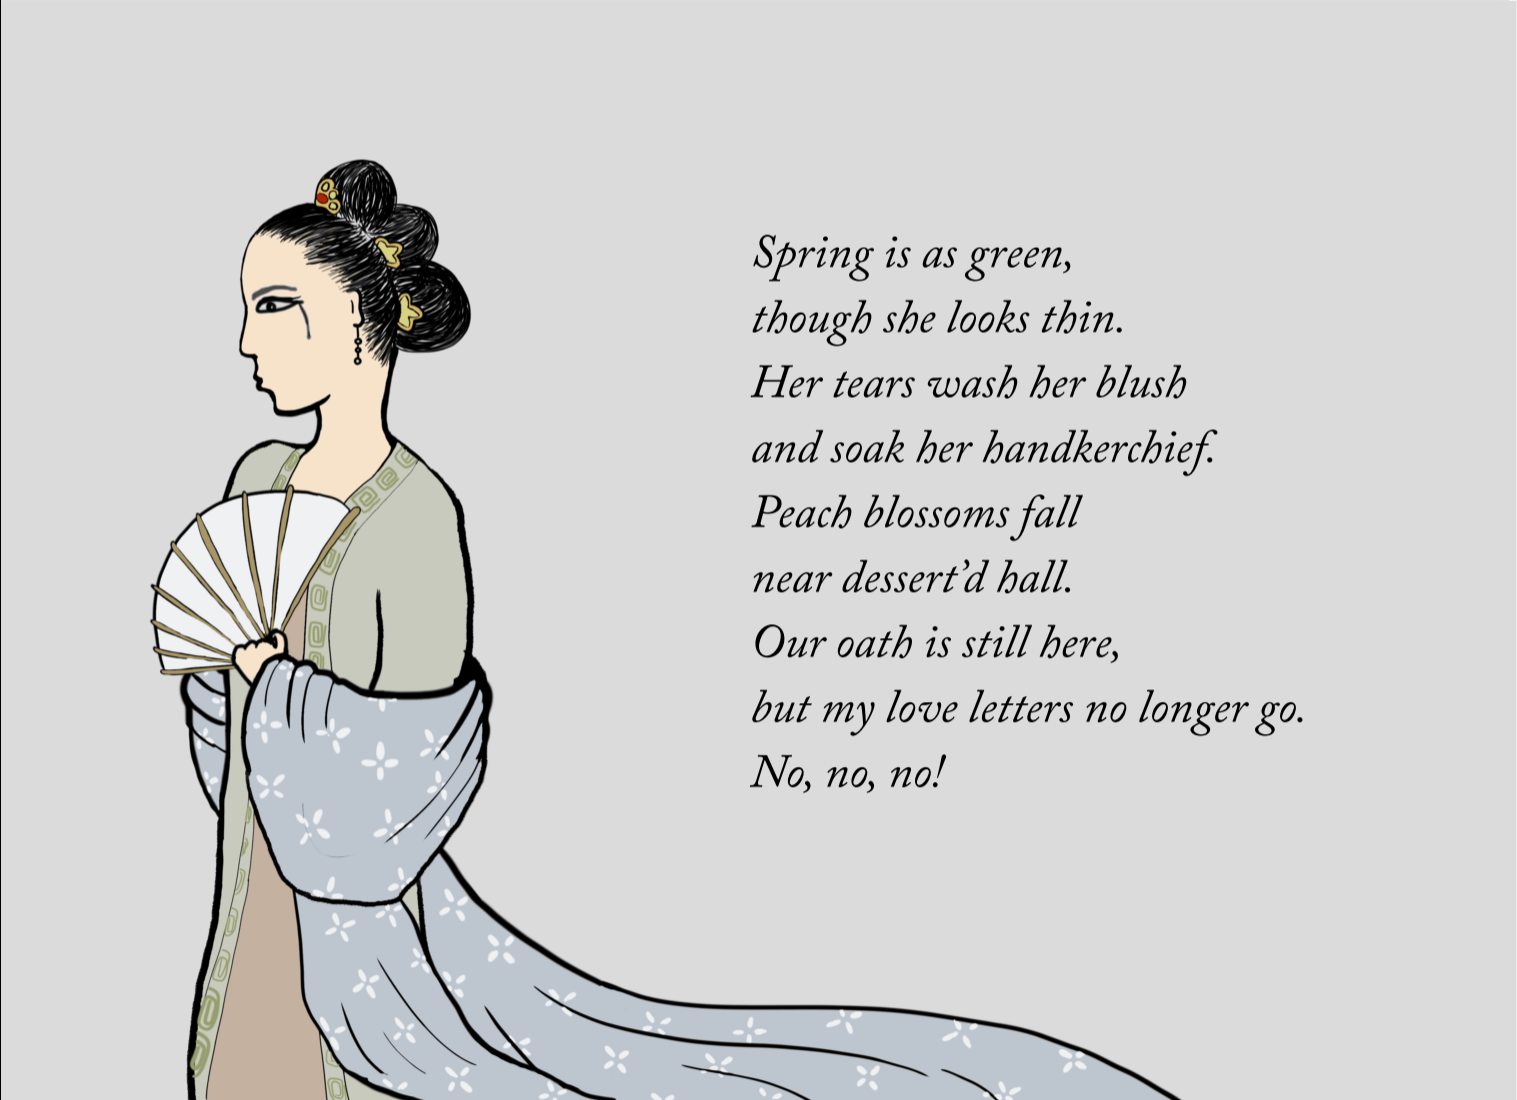 Spring is as green,
though she looks thin.
Her tears wash her blush
and soak her handkerchief.
Peach blossoms fall
near dessert’d hall.
Our oath is still here,
but my love letters no longer go.
No, no, no!